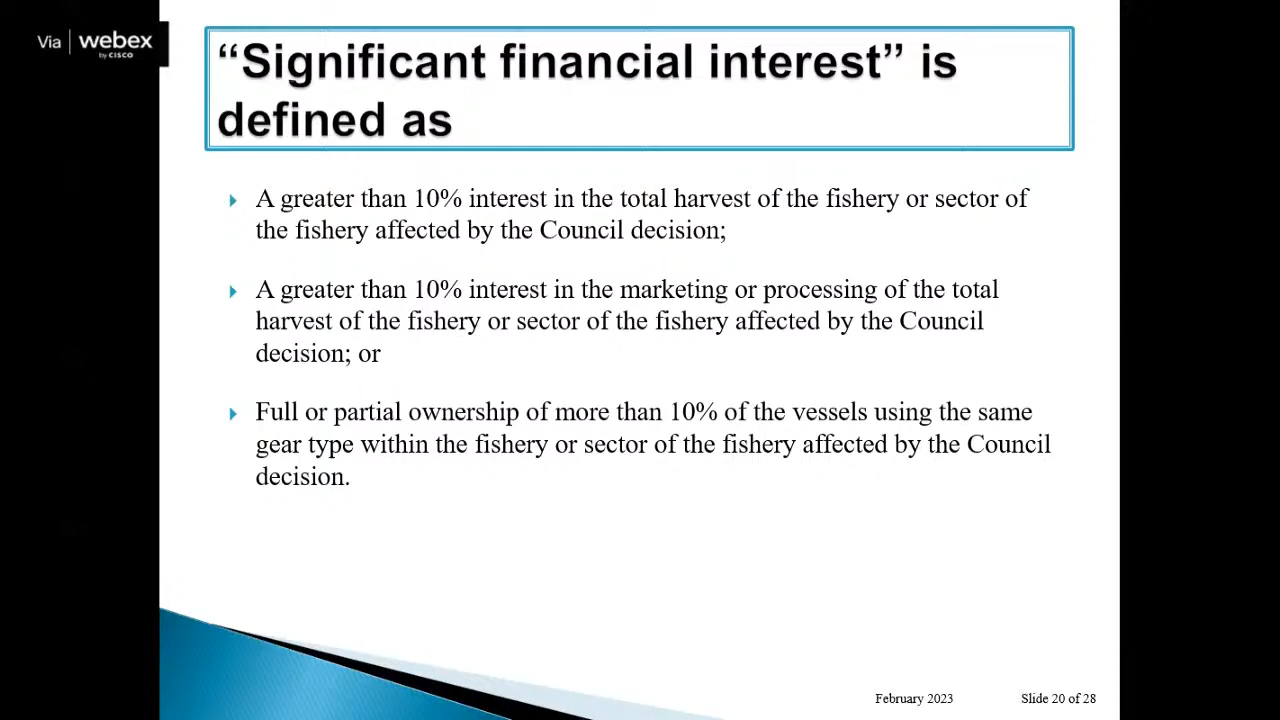 Via webex
by CISCO
“Significant financial interest” is
defined as
A greater than 10% interest in the total harvest of the fishery or sector of
the fishery affected by the Council decision;
A greater than 10% interest in the marketing or processing of the total
harvest of the fishery or sector of the fishery affected by the Council
decision; or
Full or partial ownership of more than 10% of the vessels using the same
gear type within the fishery or sector of the fishery affected by the Council
decision.
February 2023 Slide 20 of 28